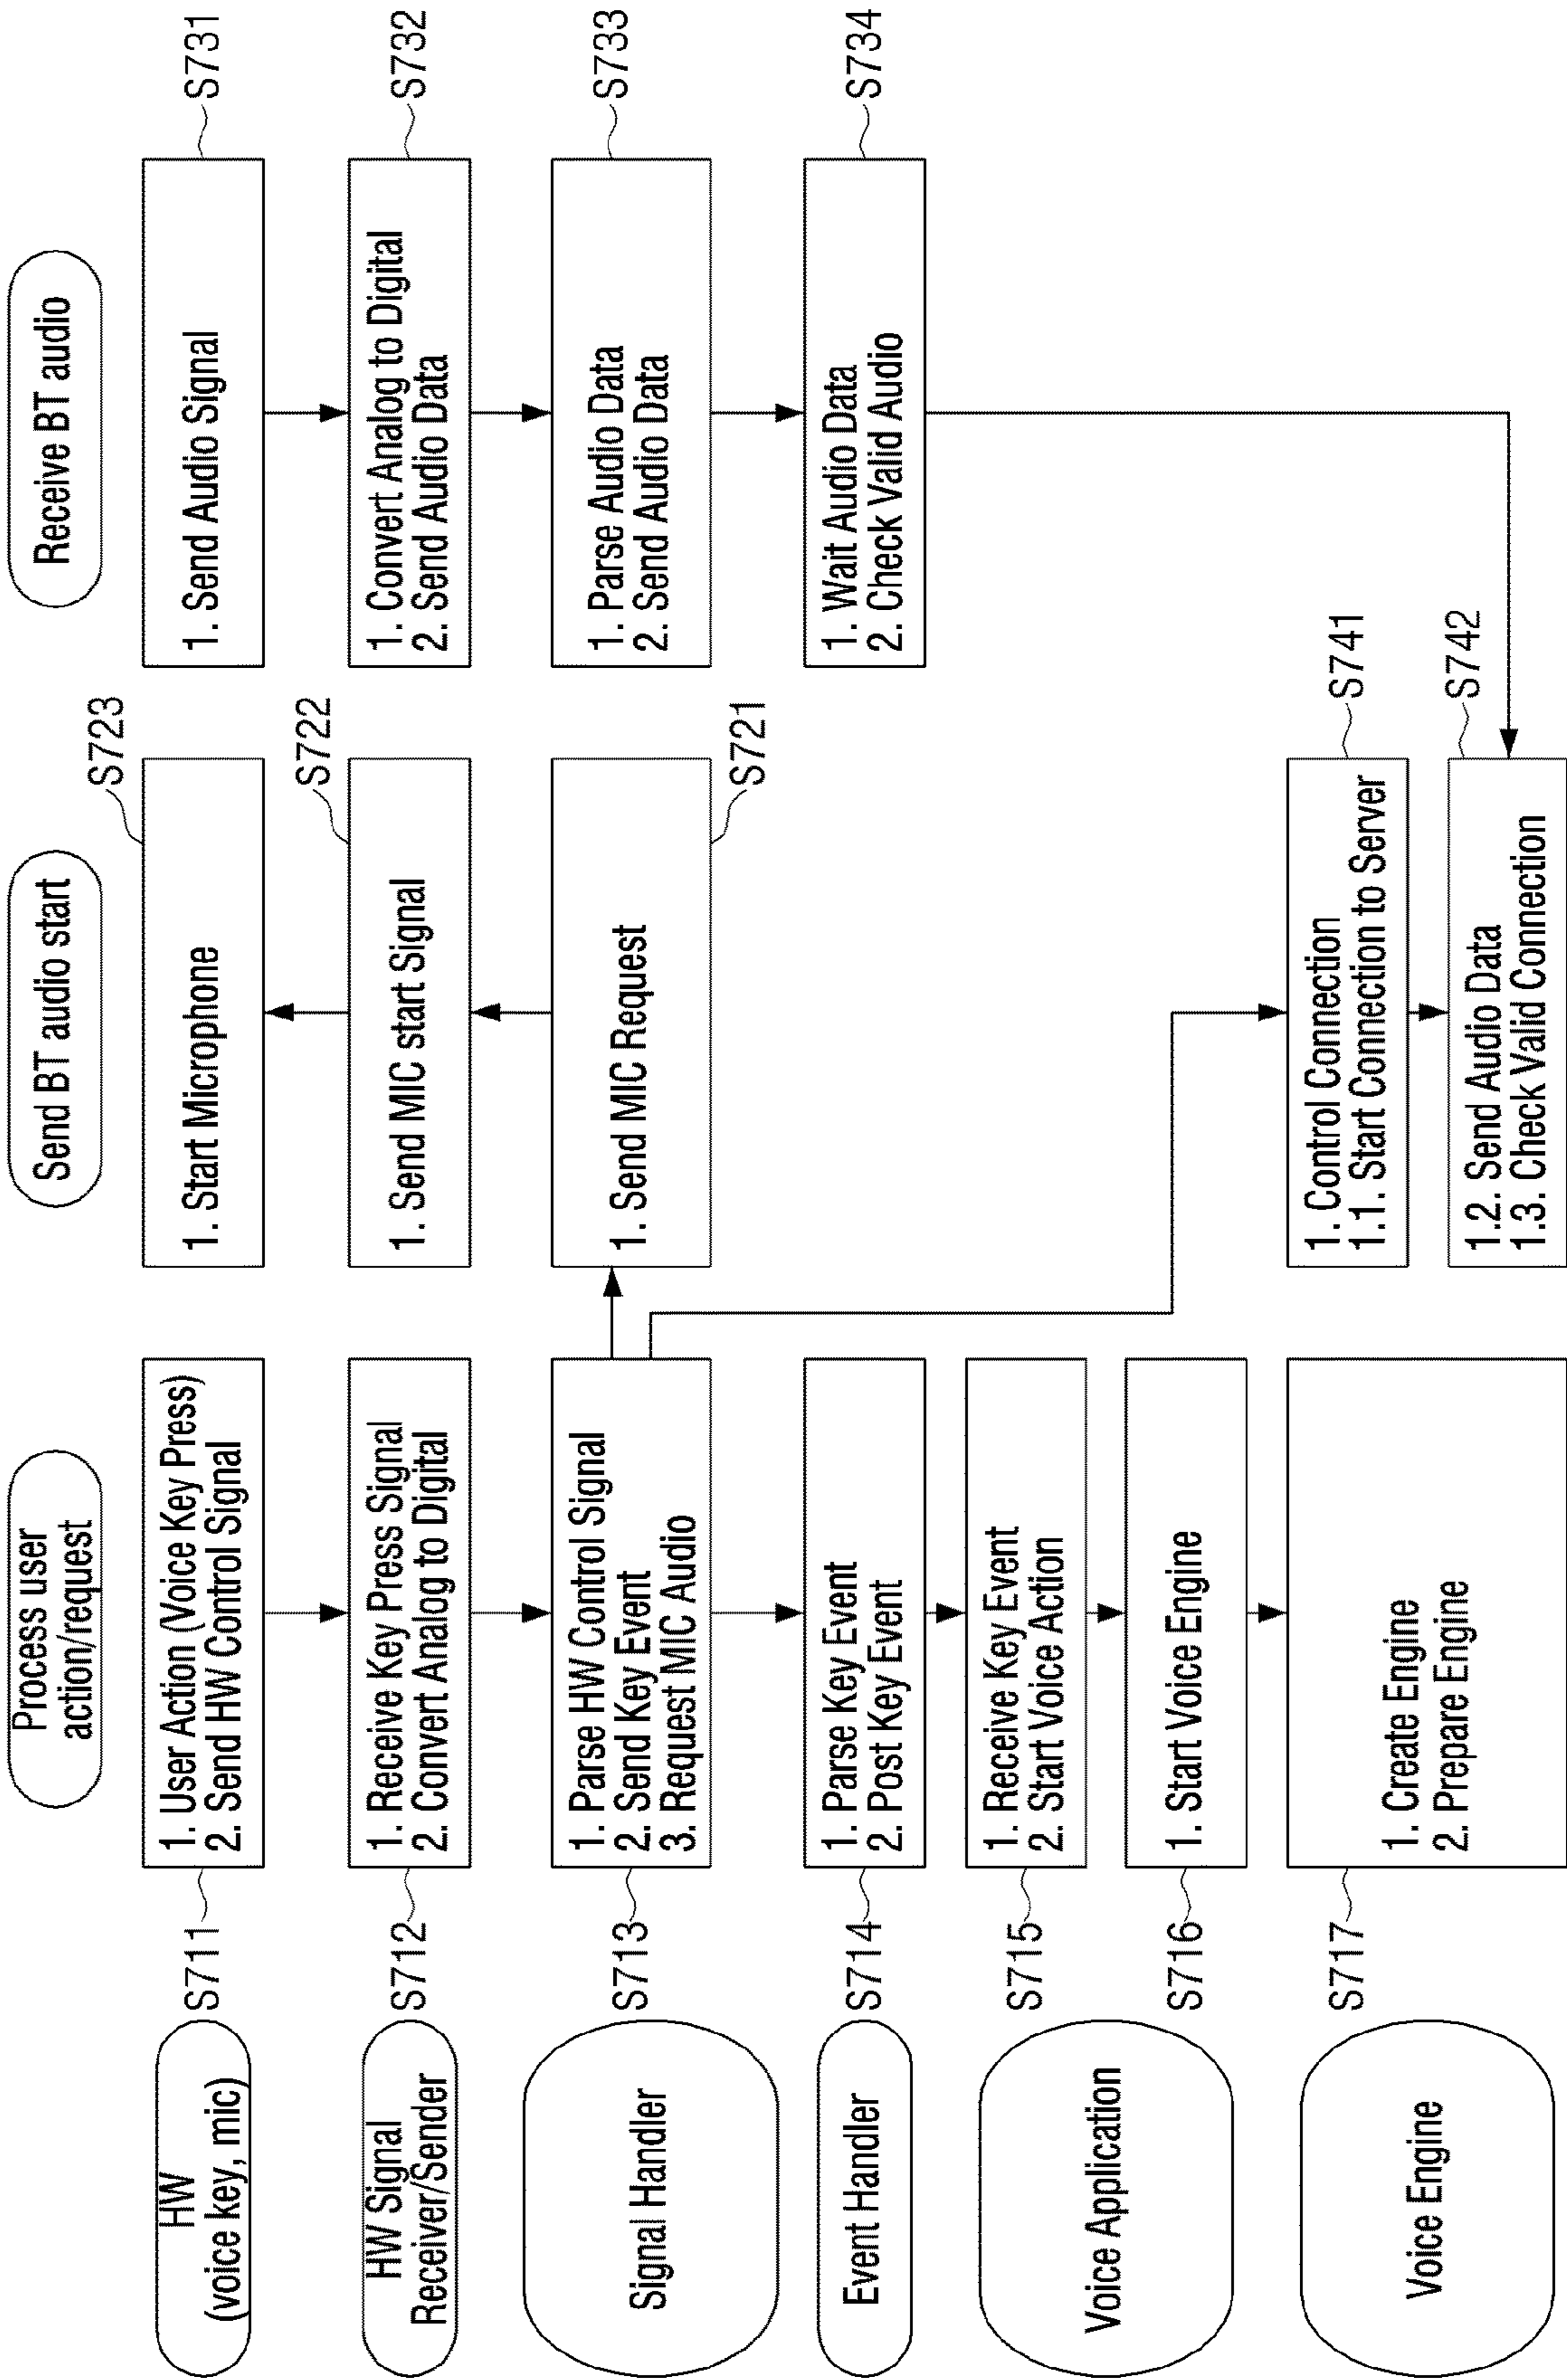 Process user
action/request
Send BT audio start
Receive BT audio
HW
(voice key, mic)
S711
1. User Action (Voice Key Press)
2. Send HW Control Signal
S723
1. Start Microphone
1. Send Audio Signal
S731
HW Signal
Receiver/Sender
S712
1. Receive Key Press Signal
2. Convert Analog to Digital
S722
1. Send MIC start Signal
1. Convert Analog to Digital
2. Send Audio Data
S732
Signal Handler
S713
1. Parse HW Control Signal
2. Send Key Event
3. Request MIC Audio
1. Send MIC Request
S721
1. Parse Audio Data
2. Send Audio Data
S733
Event Handler
S714
1. Parse Key Event
2. Post Key Event
1. Wait Audio Data
2. Check Valid Audio
S734
Voice Application
S715
1. Receive Key Event
2. Start Voice Action
S716
1. Start Voice Engine
Voice Engine
S717
1. Create Engine
2. Prepare Engine
1. Control Connection
1.1. Start Connection to Server
S741
1.2. Send Audio Data
1.3. Check Valid Connection
S742